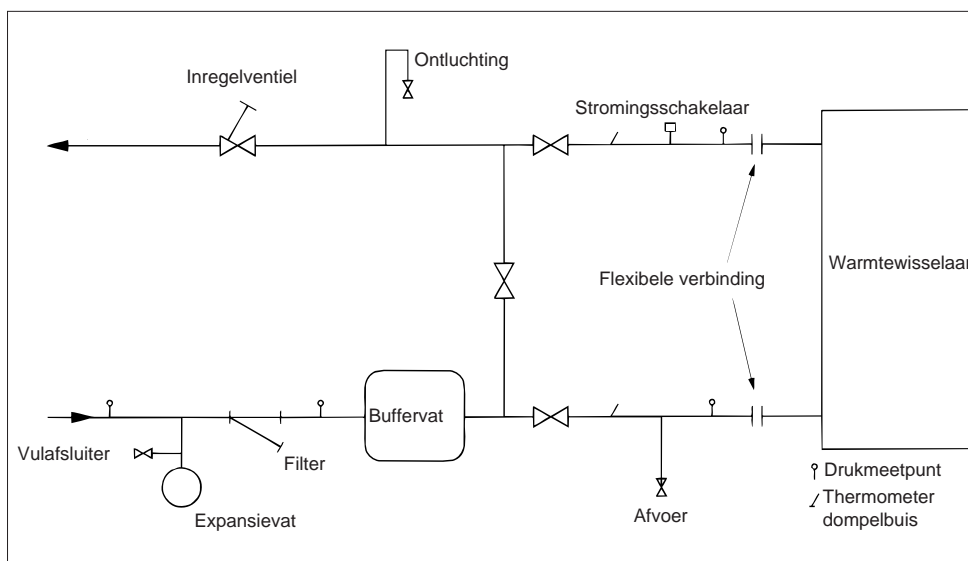 Ontluchting
Inregelventiel
Stromingsschakelaar
Warmtewisselaar
Flexibele verbinding
Buffervat
Vulafsluiter
Filter
Expansievat
Afvoer
Drukmeetpunt
Thermometer
dompelbuis